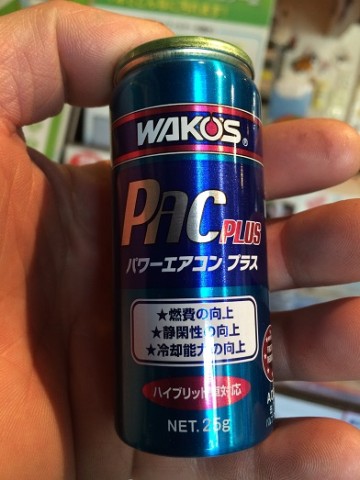 WAKO'S®
PAC PLUS
パワーエアコン プラス
★燃費の向上
★静閑性の向上
★冷却能力の向上
ハイブリッド車対応
NET.25g